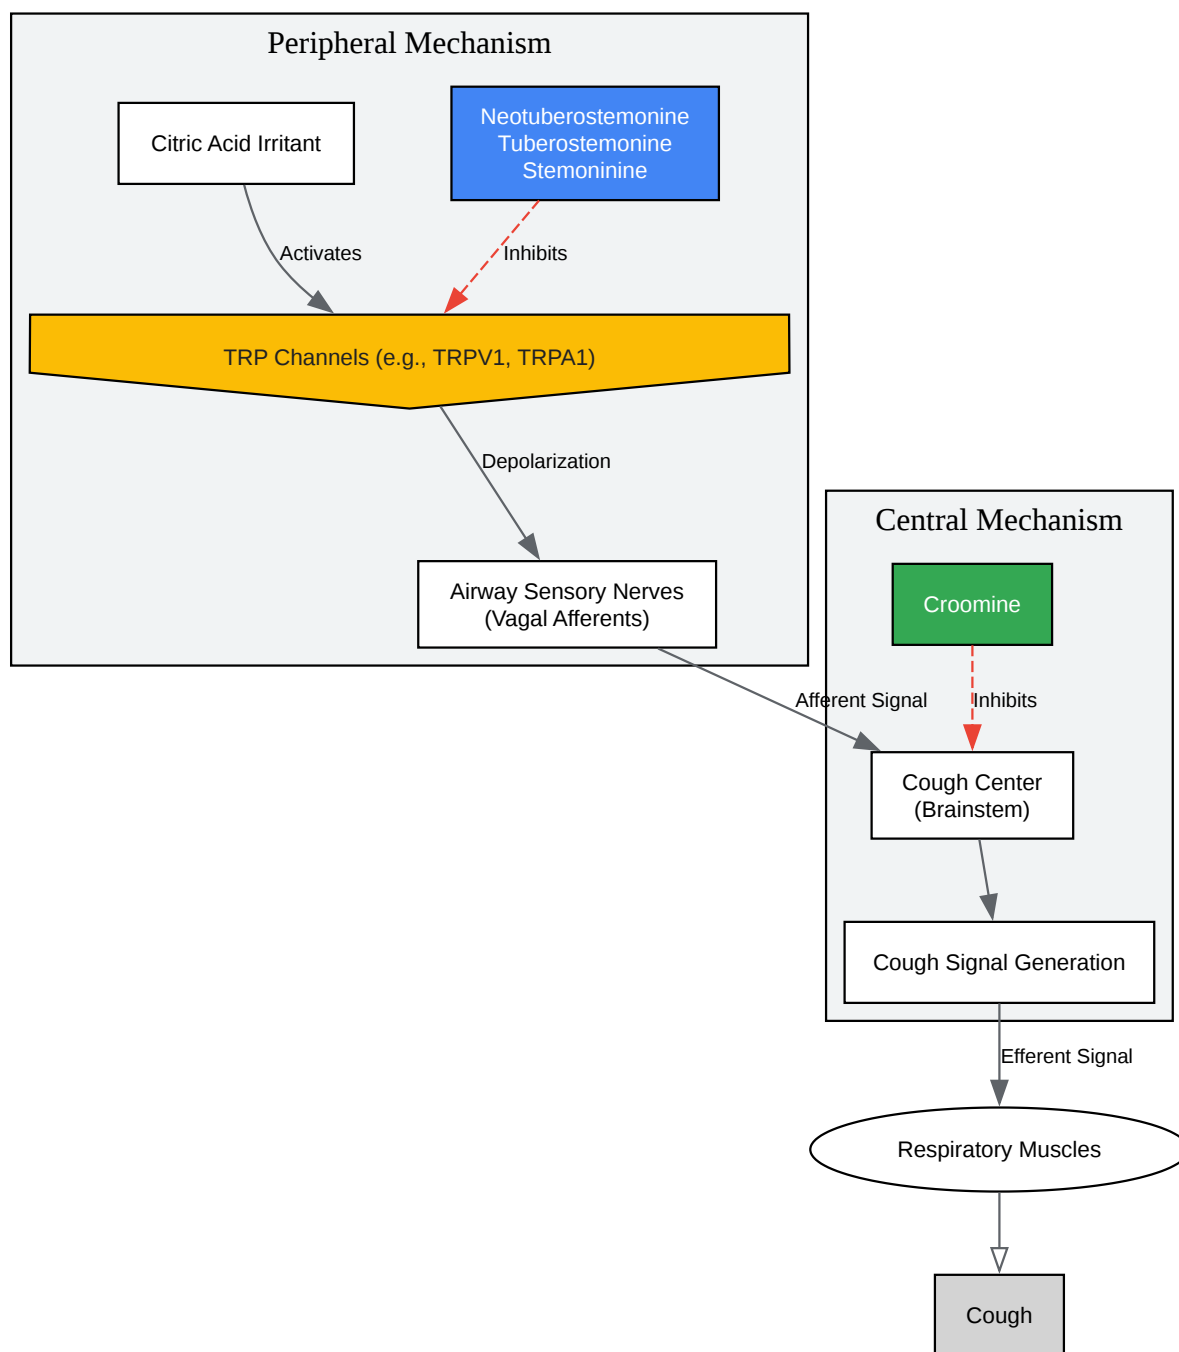 Peripheral Mechanism
Citric Acid Irritant
Neotuberostemonine
Tuberostemonine
Stemoninine
Activates
Inhibits
TRP Channels (e.g., TRPV1, TRPA1)
Depolarization
Airway Sensory Nerves
(Vagal Afferents)
Central Mechanism
Croomine
Afferent Signal
Inhibits
Cough Center
(Brainstem)
Cough Signal Generation
Efferent Signal
Respiratory Muscles
Cough